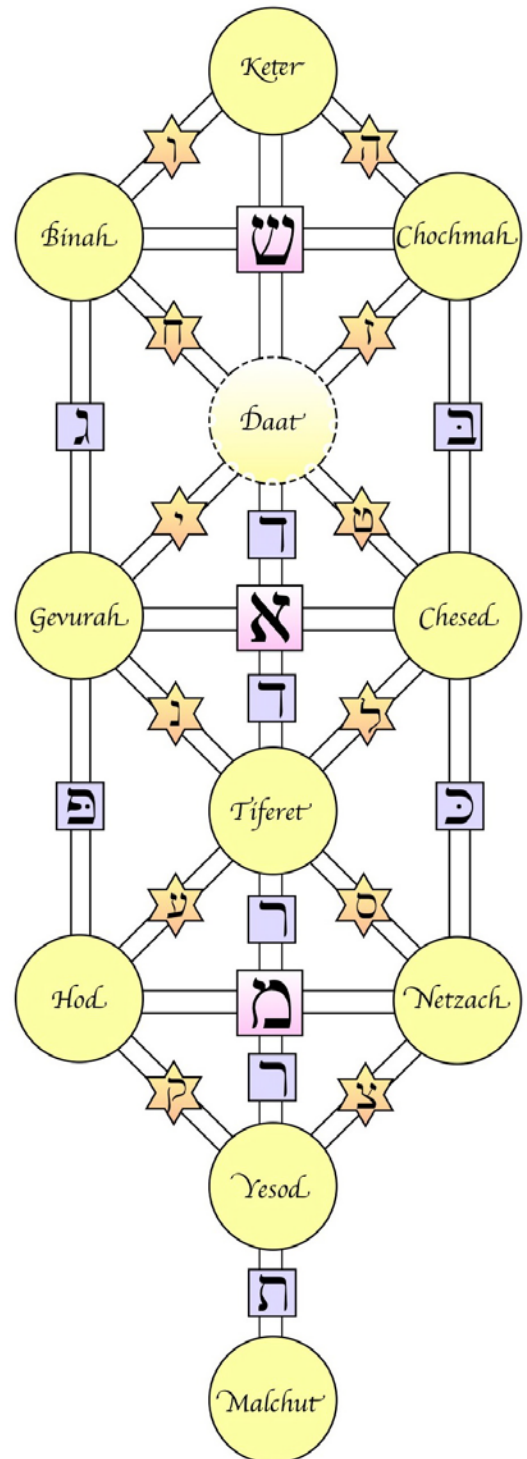 Keter
ו
ה
Binah
ש
Chochmah
ח
ז
Daat
ג
בּ
י
ט
ד
Gevurah
א
Chesed
ד
נ
ל
Tiferet
פּ
כּ
ע
ס
ר
Hod
מ
Netzach
ר
ק
צ
Yesod
ת
Malchut